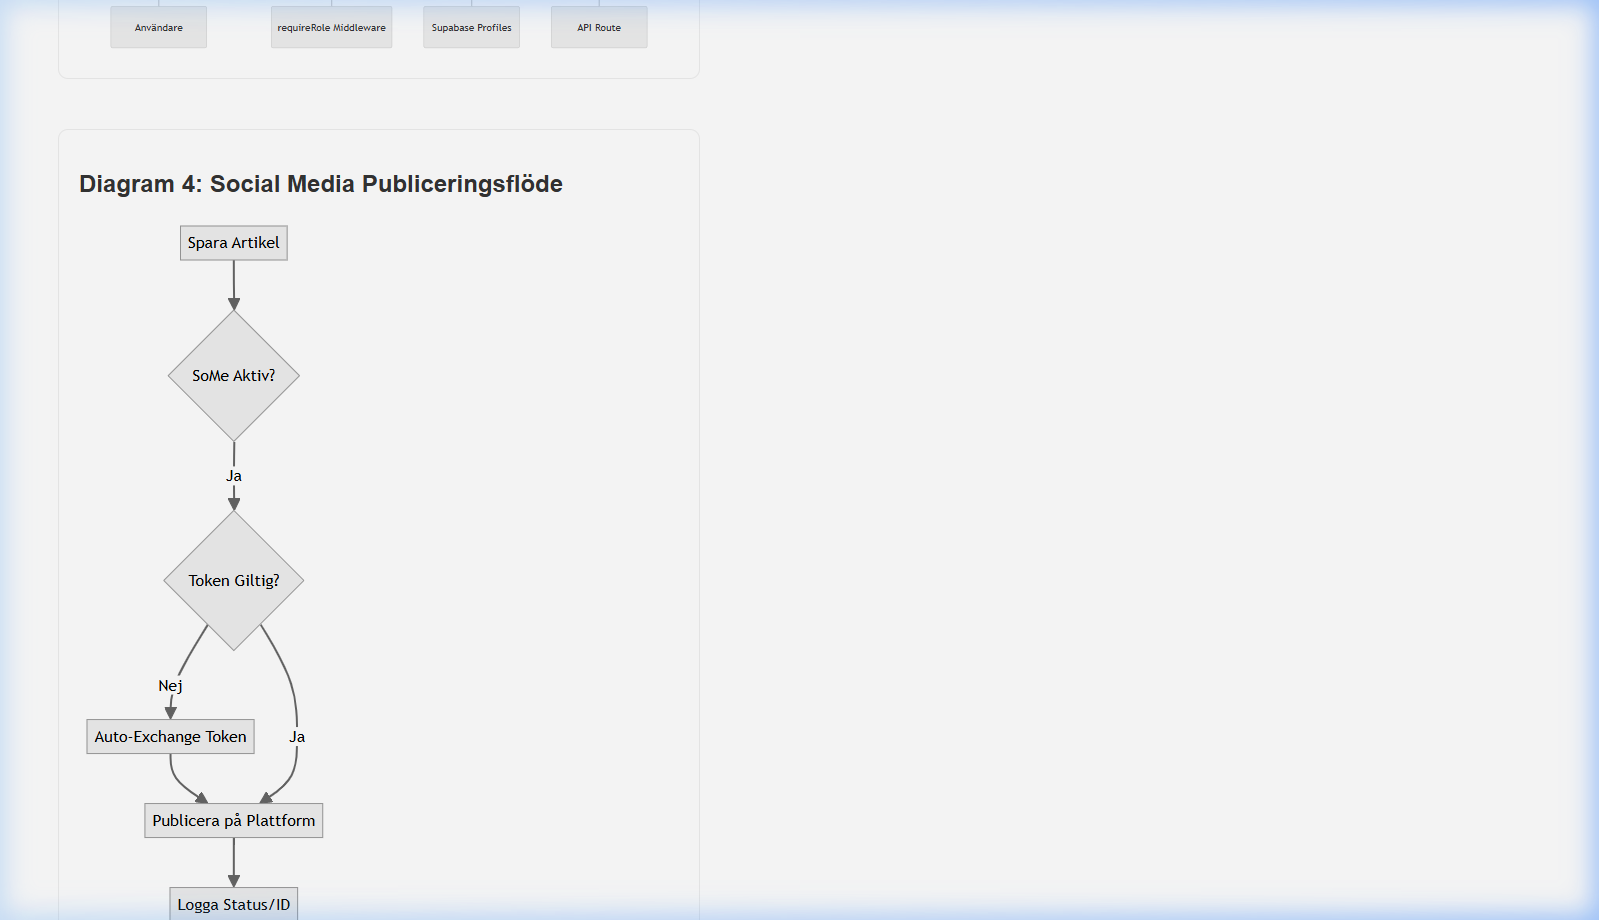 Användare
requireRole Middleware
Supabase Profiles
API Route
Diagram 4: Social Media Publiceringsflöde
Spara Artikel
SoMe Aktiv?
Ja
Token Giltig?
Nej
Auto-Exchange Token
Ja
Publicera på Plattform
Logga Status/ID